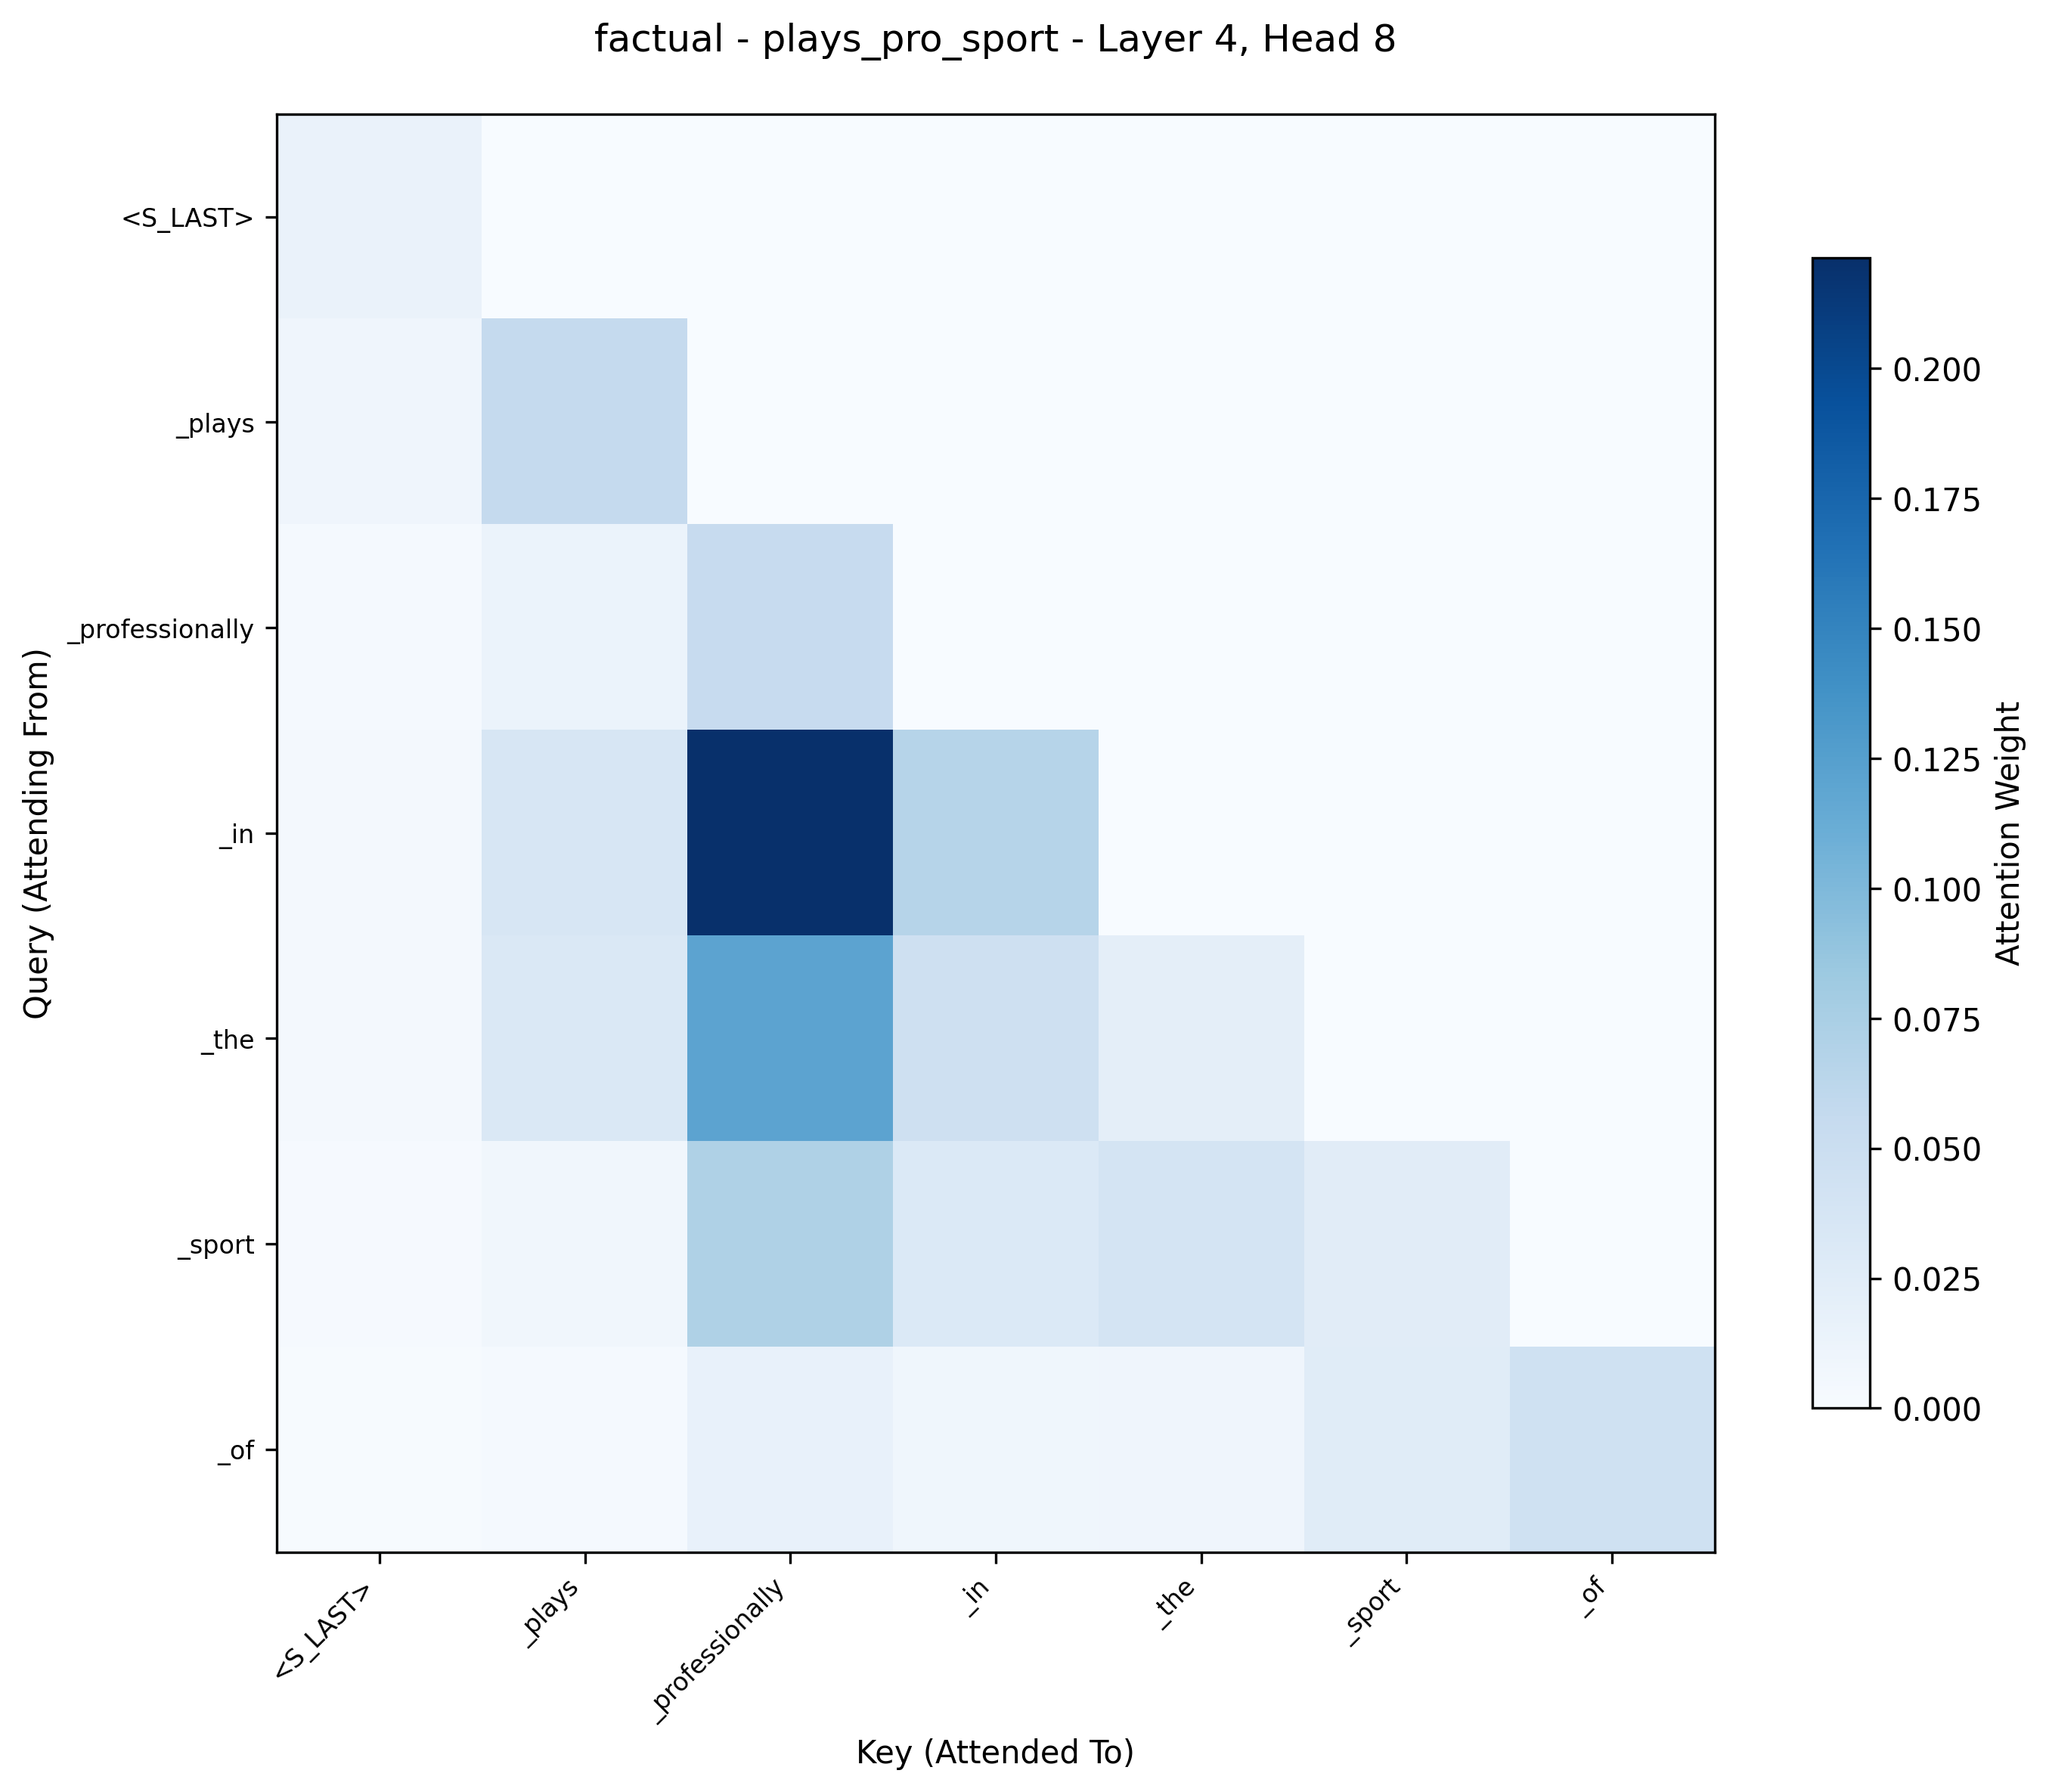 factual - plays_pro_sport - Layer 4, Head 8
<S_LAST>
_plays
_professionally
_in
_the
_sport
_of
Query (Attending From)
<S_LAST>
_plays
_professionally
_in
_the
_sport
_of
Key (Attended To)
0.200
0.175
0.150
0.125
0.100
0.075
0.050
0.025
0.000
Attention Weight